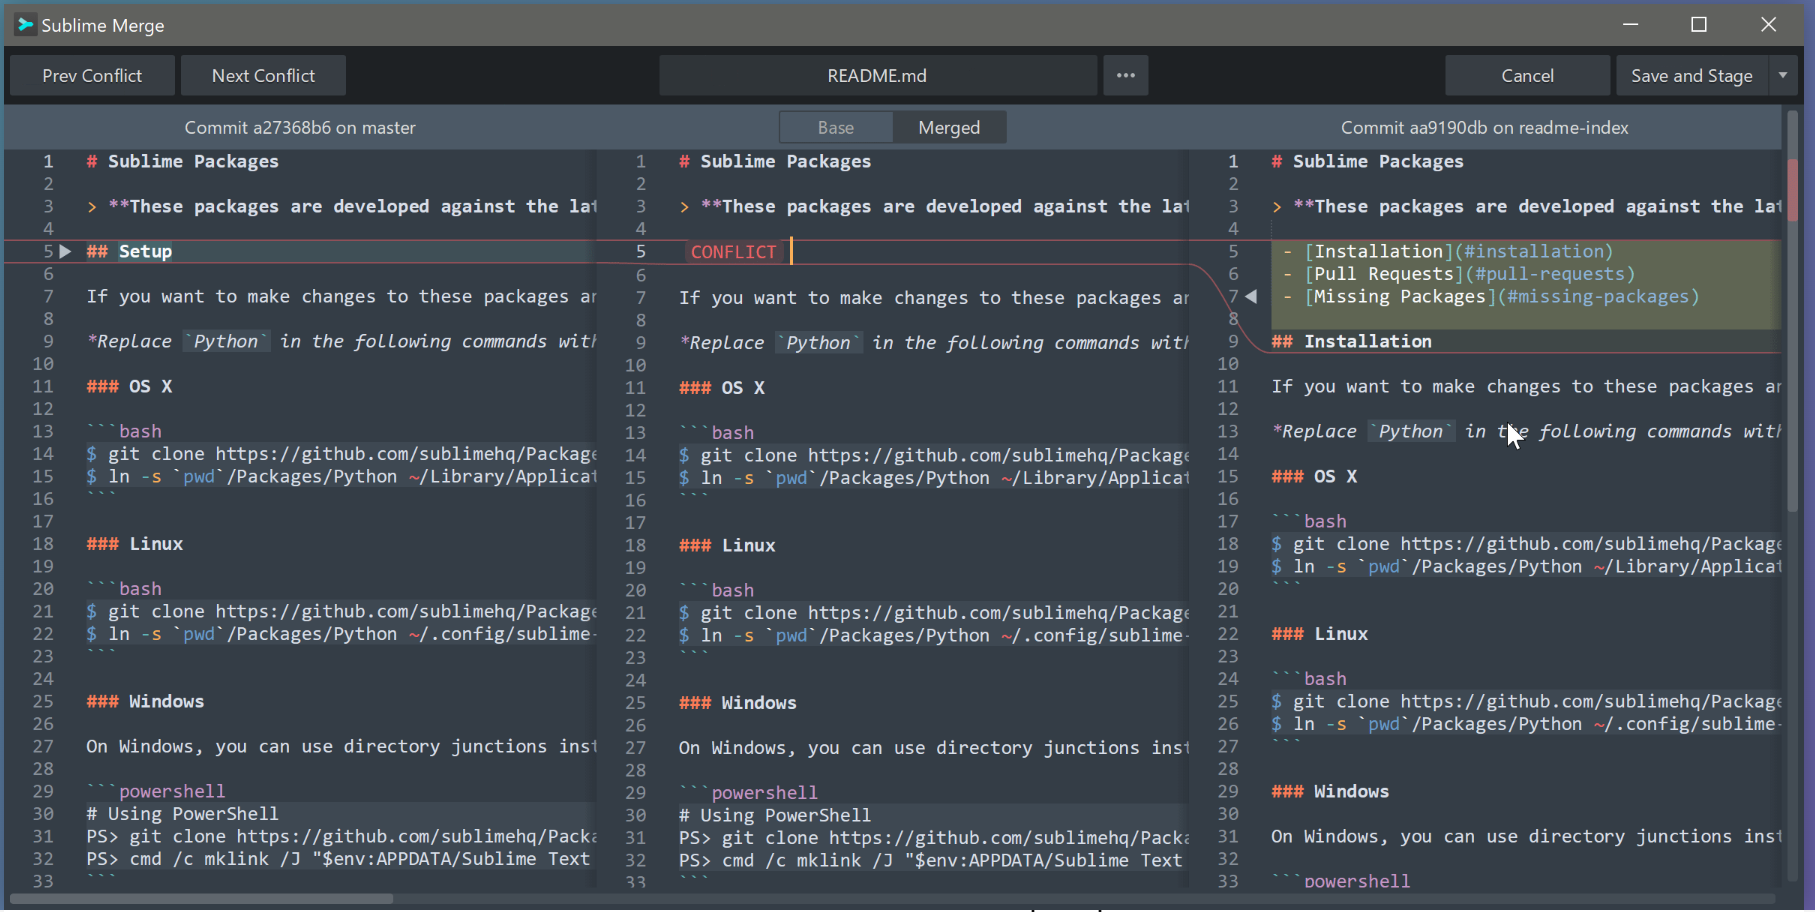 Sublime Merge
Prev Conflict
Next Conflict
README.md
•••
Cancel
Save and Stage
Commit a27368b6 on master
1 # Sublime Packages
2
3 > **These packages are developed against the lat
4
5 ## Setup
6
7 If you want to make changes to these packages ar
8
9 *Replace `Python` in the following commands with
10
11 ### OS X
12
13 ```bash
14 $ git clone https://github.com/sublimehq/Package
15 $ ln -s `pwd`/Packages/Python ~/Library/Applicat
16 ```
17
18 ### Linux
19
20 ```bash
21 $ git clone https://github.com/sublimehq/Package
22 $ ln -s `pwd`/Packages/Python ~/.config/sublime-
23 ```
24
25 ### Windows
26
27 On Windows, you can use directory junctions inst
28
29 ```powershell
30 # Using PowerShell
31 PS> git clone https://github.com/sublimehq/Packa
32 PS> cmd /c mklink /J "$env:APPDATA/Sublime Text
33 ```
Base
Merged
1 # Sublime Packages
2
3 > **These packages are developed against the lat
4
5 CONFLICT
6
7 If you want to make changes to these packages ar
8
9 *Replace `Python` in the following commands with
10
11 ### OS X
12
13 ```bash
14 $ git clone https://github.com/sublimehq/Package
15 $ ln -s `pwd`/Packages/Python ~/Library/Applicat
16 ```
17
18 ### Linux
19
20 ```bash
21 $ git clone https://github.com/sublimehq/Package
22 $ ln -s `pwd`/Packages/Python ~/.config/sublime-
23 ```
24
25 ### Windows
26
27 On Windows, you can use directory junctions inst
28
29 ```powershell
30 # Using PowerShell
31 PS> git clone https://github.com/sublimehq/Packa
32 PS> cmd /c mklink /J "$env:APPDATA/Sublime Text
33 ```
Commit aa9190db on readme-index
1 # Sublime Packages
2
3 > **These packages are developed against the lat
4
5 - [Installation](#installation)
6 - [Pull Requests](#pull-requests)
7 - [Missing Packages](#missing-packages)
8
9 ## Installation
10
11 If you want to make changes to these packages ar
12
13 *Replace `Python` in the following commands with
14
15 ### OS X
16
17 ```bash
18 $ git clone https://github.com/sublimehq/Package
19 $ ln -s `pwd`/Packages/Python ~/Library/Applicat
20 ```
21
22 ### Linux
23
24 ```bash
25 $ git clone https://github.com/sublimehq/Package
26 $ ln -s `pwd`/Packages/Python ~/.config/sublime-
27 ```
28
29 ### Windows
30
31 On Windows, you can use directory junctions inst
32
33 ```powershell